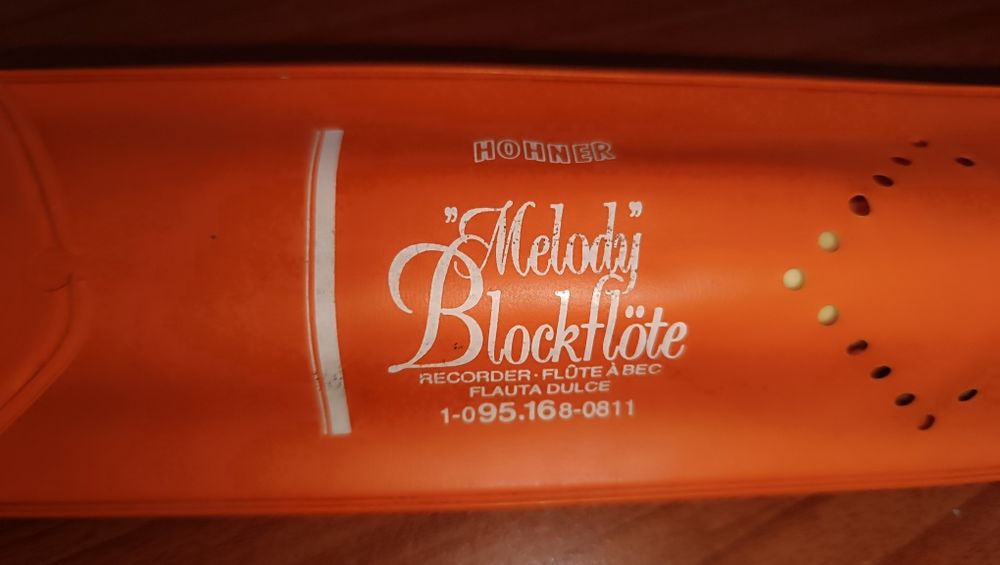 HOHNER
"Melody"
Blockflöte
RECORDER·FLÛTE À BEC
FLAUTA DULCE
1-095.168-0811